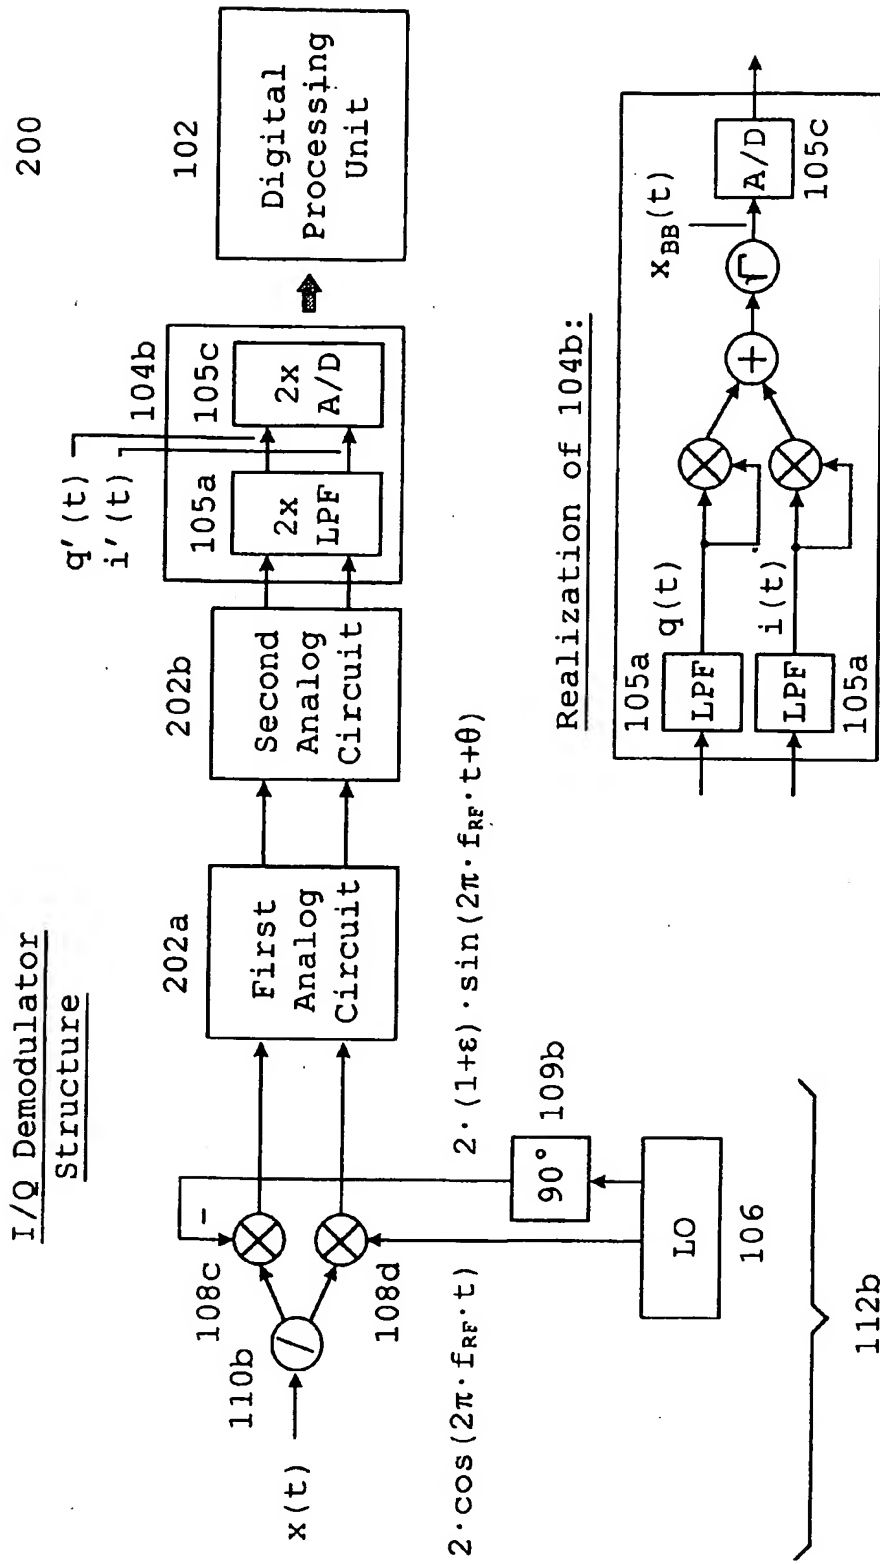 I/Q Demodulator
Structure
200
x(t)
110b
108c
108d
–
2·cos(2π·f_RF·t)
2·(1+ε)·sin(2π·f_RF·t+θ)
90°
109b
LO
106
112b
202a
First
Analog
Circuit
202b
Second
Analog
Circuit
q'(t)
i'(t)
104b
105a
2x
LPF
105c
2x
A/D
102
Digital
Processing
Unit
Realization of 104b:
105a
LPF
q(t)
LPF
105a
i(t)
+
√
x_BB(t)
A/D
105c